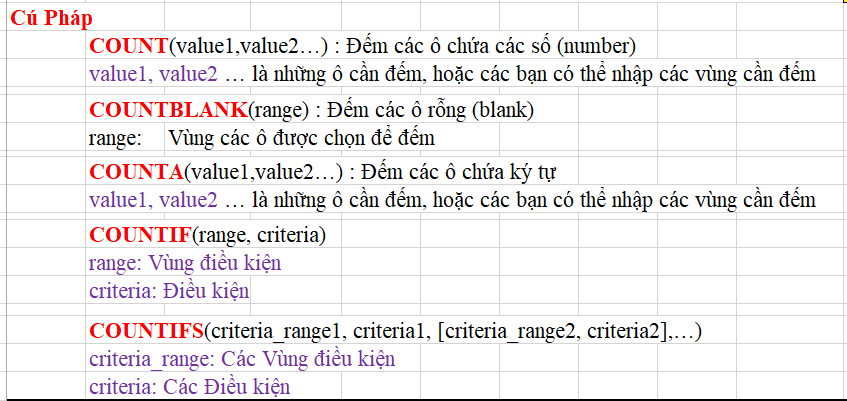 Cú Pháp
COUNT(value1,value2…) : Đếm các ô chứa các số (number)
value1, value2 … là những ô cần đếm, hoặc các bạn có thể nhập các vùng cần đếm
COUNTBLANK(range) : Đếm các ô rỗng (blank)
range: Vùng các ô được chọn để đếm
COUNTA(value1,value2…) : Đếm các ô chứa ký tự
value1, value2 … là những ô cần đếm, hoặc các bạn có thể nhập các vùng cần đếm
COUNTIF(range, criteria)
range: Vùng điều kiện
criteria: Điều kiện
COUNTIFS(criteria_range1, criteria1, [criteria_range2, criteria2],…)
criteria_range: Các Vùng điều kiện
criteria: Các Điều kiện